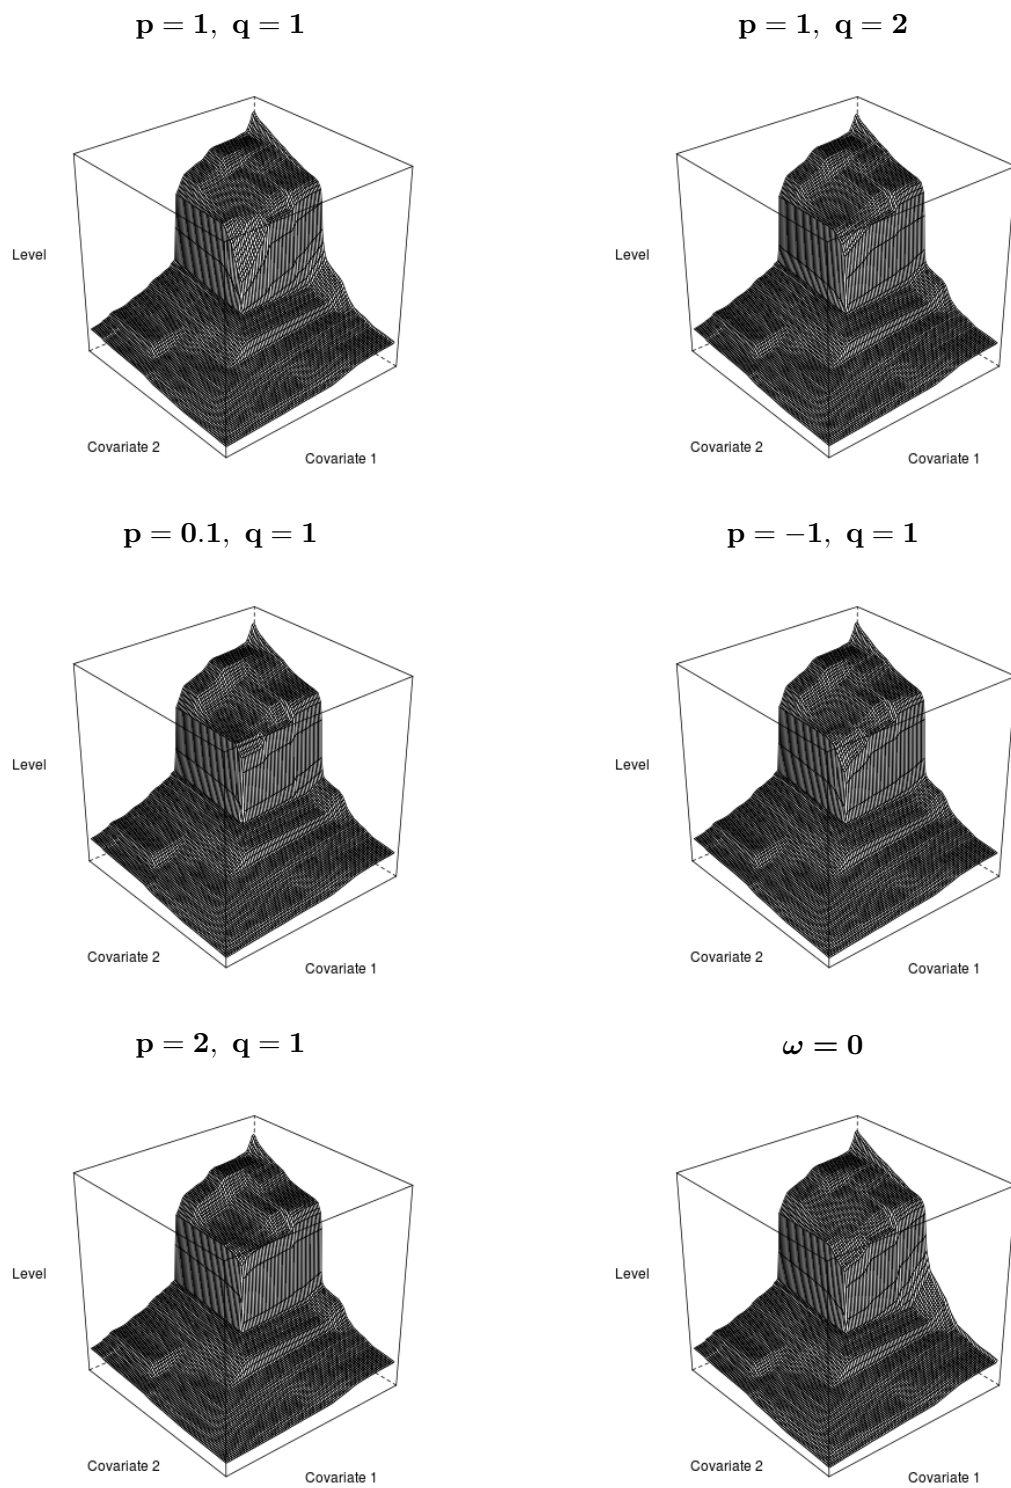 p = 1, q = 1
p = 1, q = 2
Level
Level
Covariate 2
Covariate 1
Covariate 2
Covariate 1
p = 0.1, q = 1
p = −1, q = 1
Level
Level
Covariate 2
Covariate 1
Covariate 2
Covariate 1
p = 2, q = 1
ω = 0
Level
Level
Covariate 2
Covariate 1
Covariate 2
Covariate 1